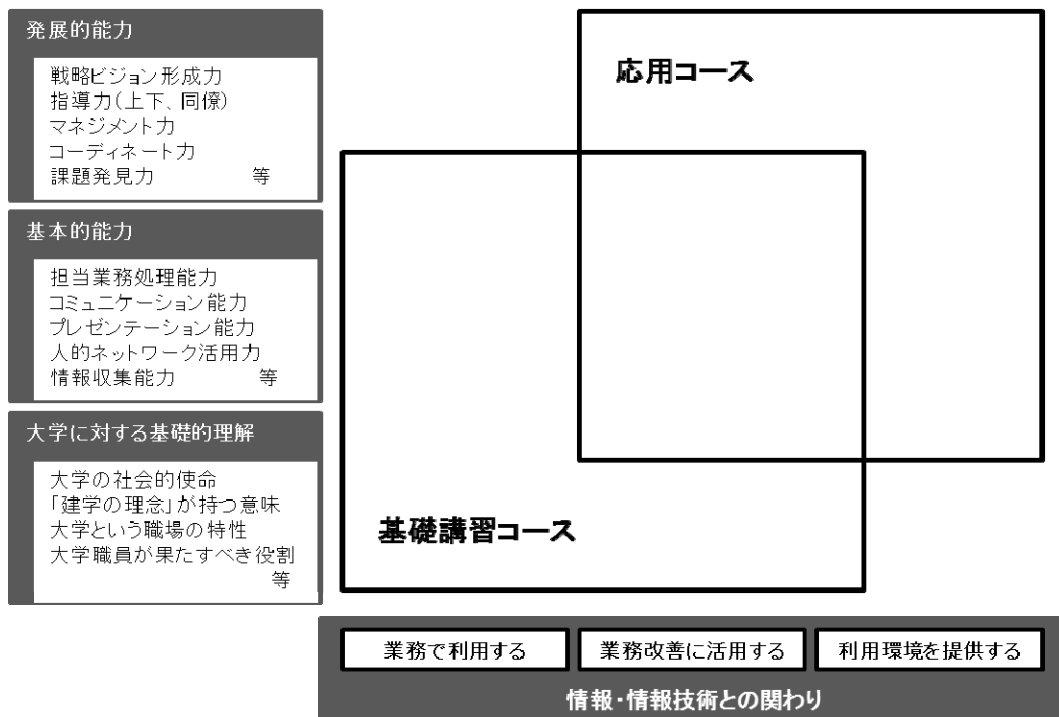 発展的能力
戦略ビジョン形成力
指導力(上下、同僚)
マネジメント力
コーディネート力
課題発見力 等
基本的能力
担当業務処理能力
コミュニケーション能力
プレゼンテーション能力
人的ネットワーク活用力
情報収集能力 等
大学に対する基礎的理解
大学の社会的使命
「建学の理念」が持つ意味
大学という職場の特性
大学職員が果たすべき役割
等
応用コース
基礎講習コース
業務で利用する
業務改善に活用する
利用環境を提供する
情報・情報技術との関わり